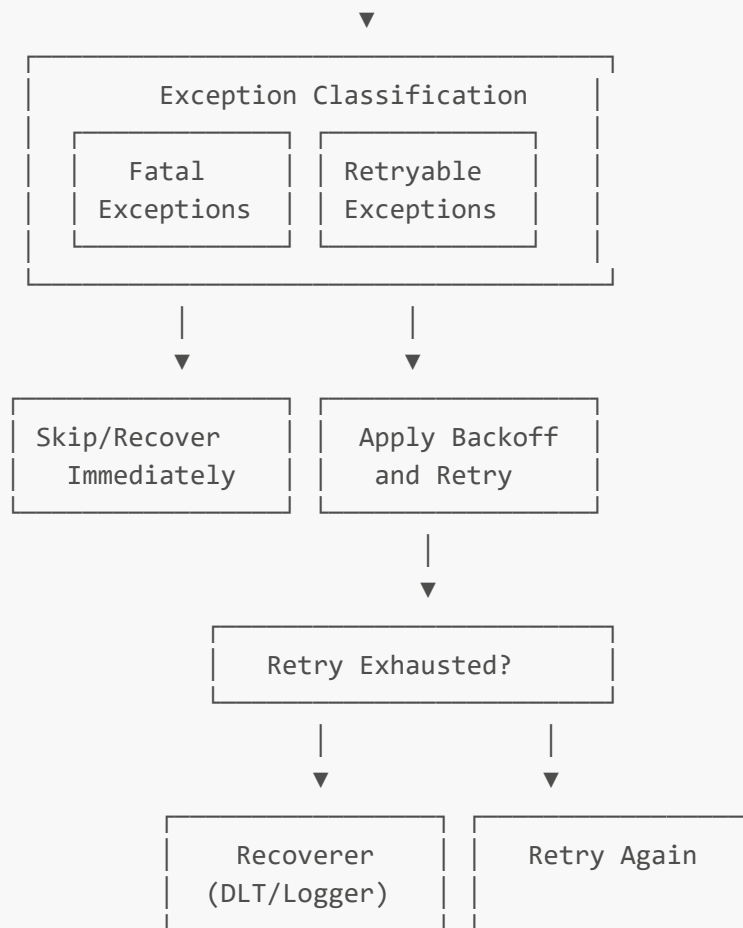 Exception Classification
Fatal Retryable
Exceptions Exceptions
Skip/Recover Apply Backoff
Immediately and Retry
Retry Exhausted?
Recoverer Retry Again
(DLT/Logger)